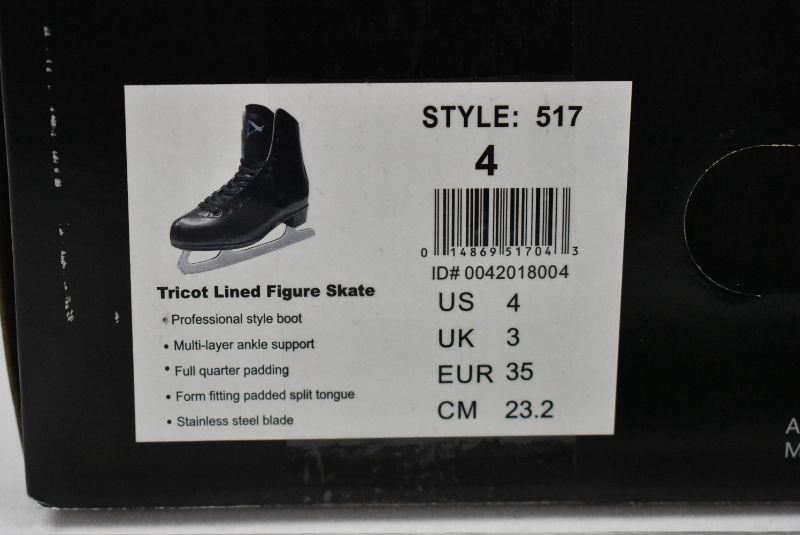 STYLE: 517
4
0 14869 51704 3
ID# 0042018004
US 4
UK 3
EUR 35
CM 23.2
Tricot Lined Figure Skate
• Professional style boot
• Multi-layer ankle support
• Full quarter padding
• Form fitting padded split tongue
• Stainless steel blade
A
M